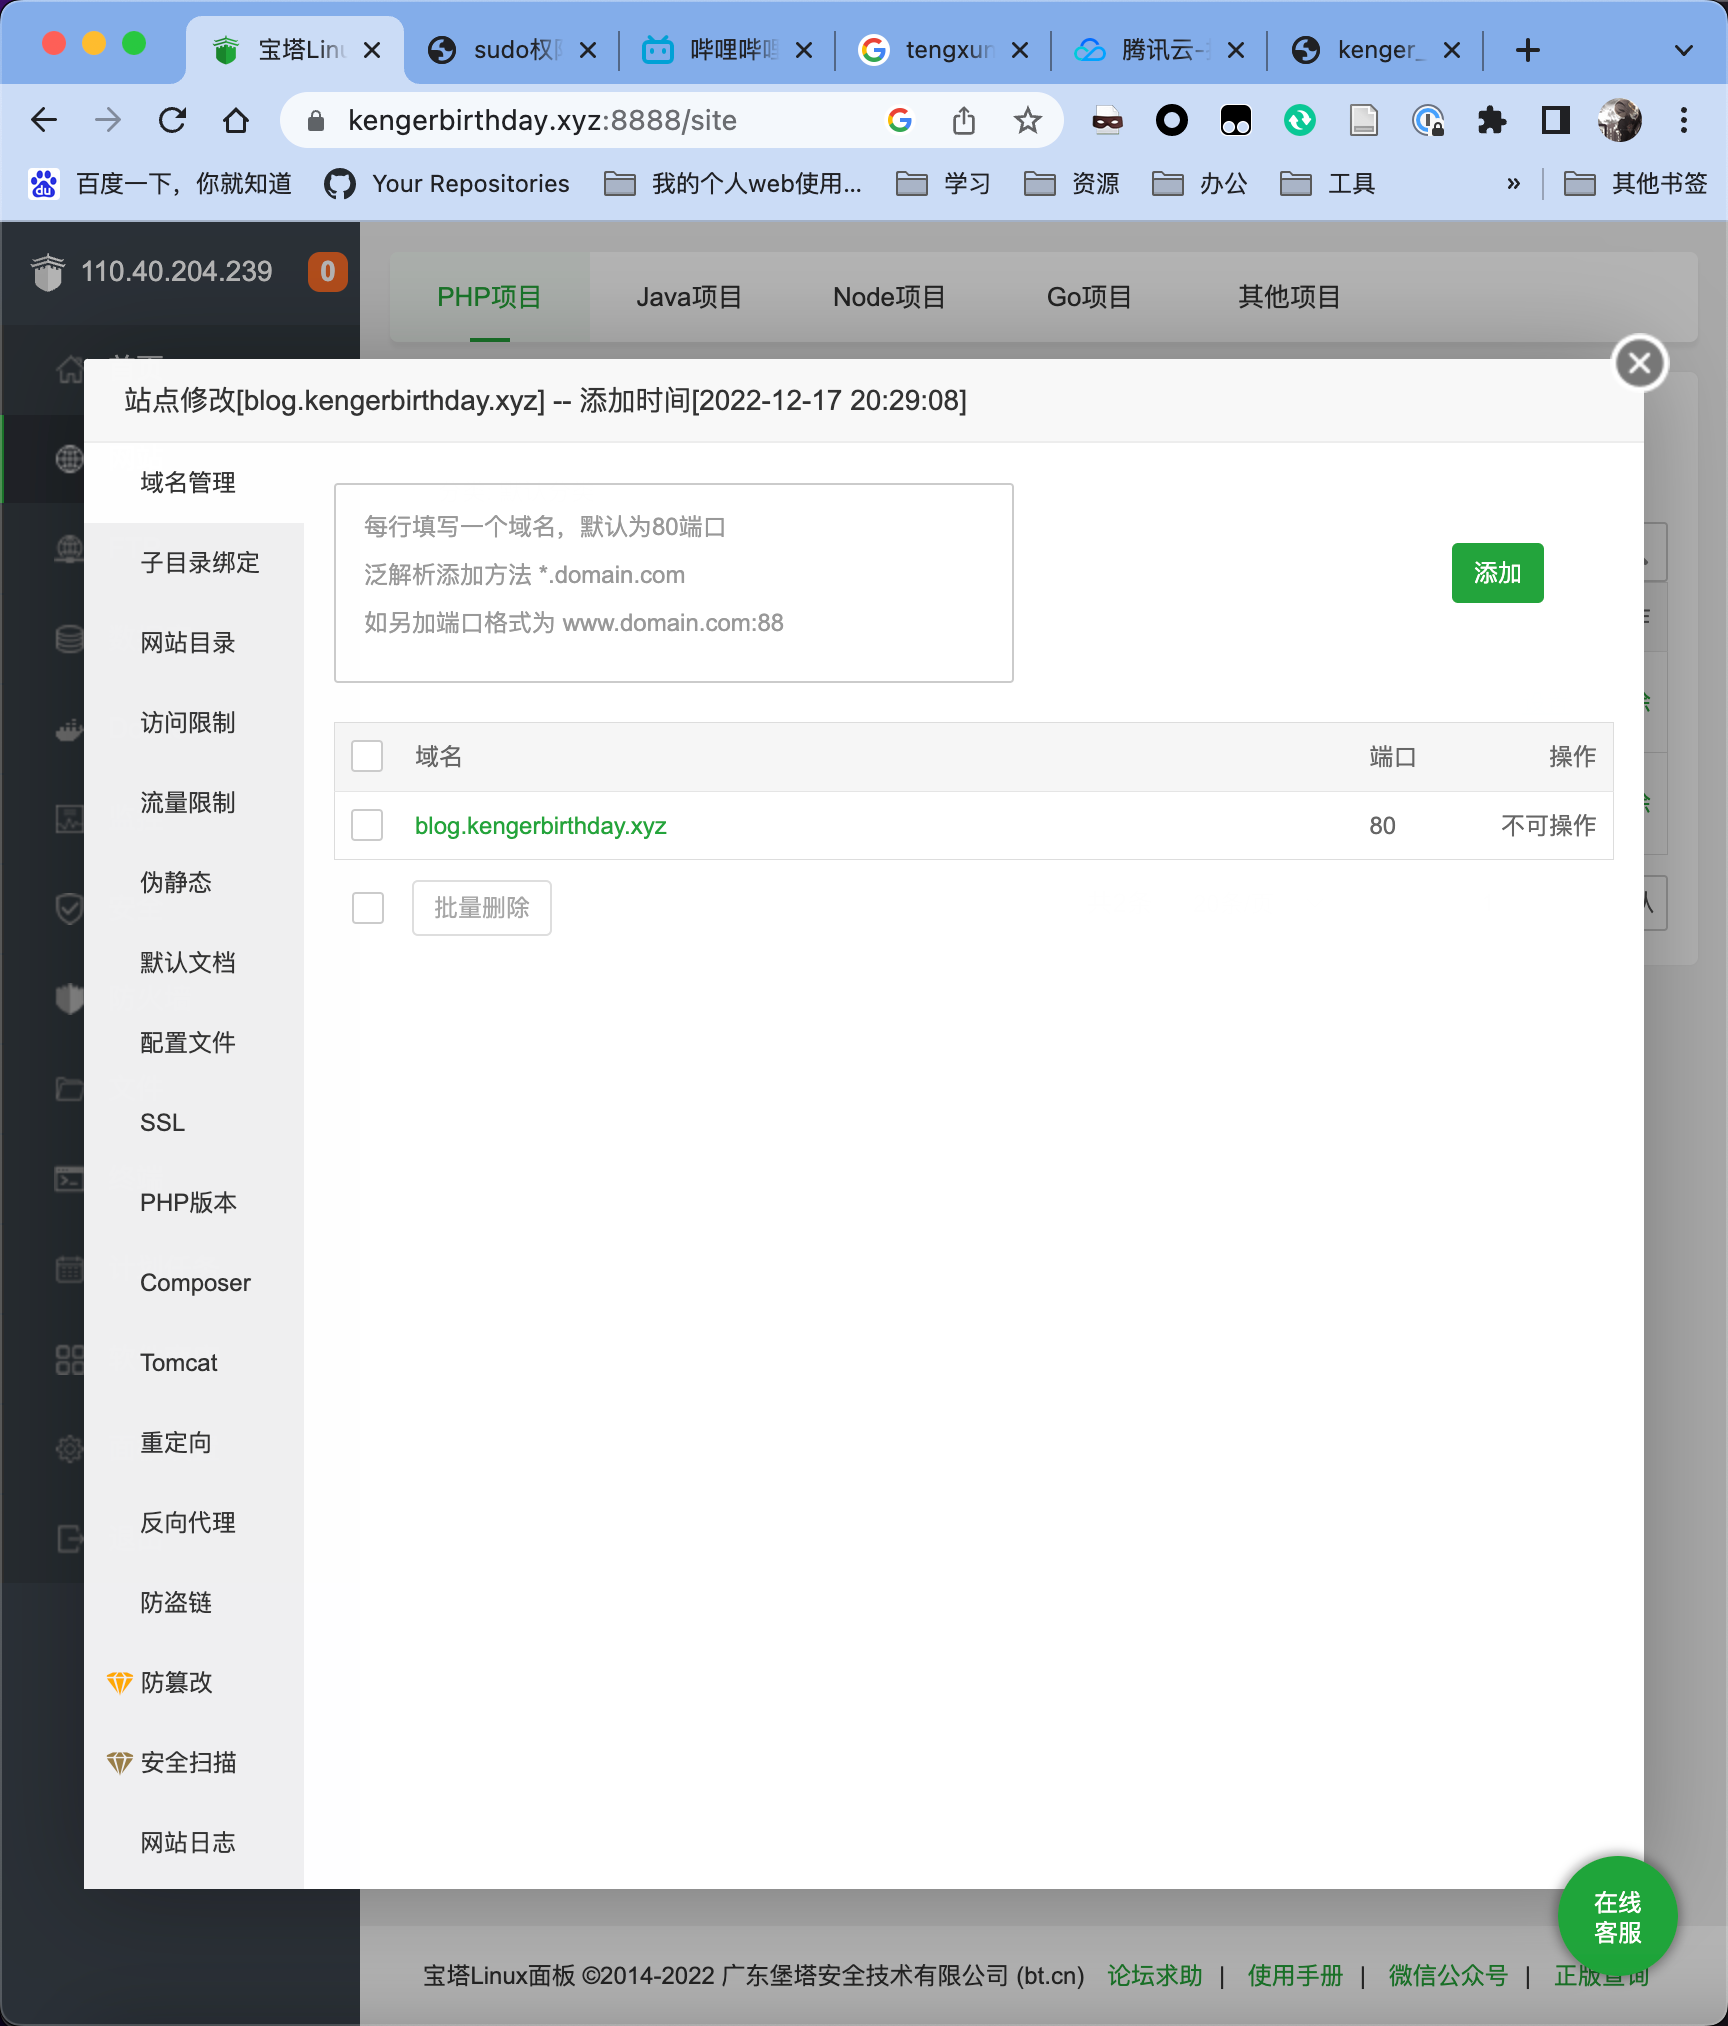 宝塔Linu
sudo权
哔哩哔哩
tengxun
腾讯云-
kenger_
kengerbirthday.xyz:8888/site
百度一下，你就知道
Your Repositories
我的个人web使用...
学习
资源
办公
工具
»
其他书签
110.40.204.239
0
PHP项目
Java项目
Node项目
Go项目
其他项目
站点修改[blog.kengerbirthday.xyz] -- 添加时间[2022-12-17 20:29:08]
域名管理
子目录绑定
网站目录
访问限制
流量限制
伪静态
默认文档
配置文件
SSL
PHP版本
Composer
Tomcat
重定向
反向代理
防盗链
防篡改
安全扫描
网站日志
每行填写一个域名，默认为80端口
泛解析添加方法 *.domain.com
如另加端口格式为 www.domain.com:88
添加
域名 端口 操作
blog.kengerbirthday.xyz 80 不可操作
批量删除
在线
客服
宝塔Linux面板 ©2014-2022 广东堡塔安全技术有限公司 (bt.cn) 论坛求助 | 使用手册 | 微信公众号 | 正版查询